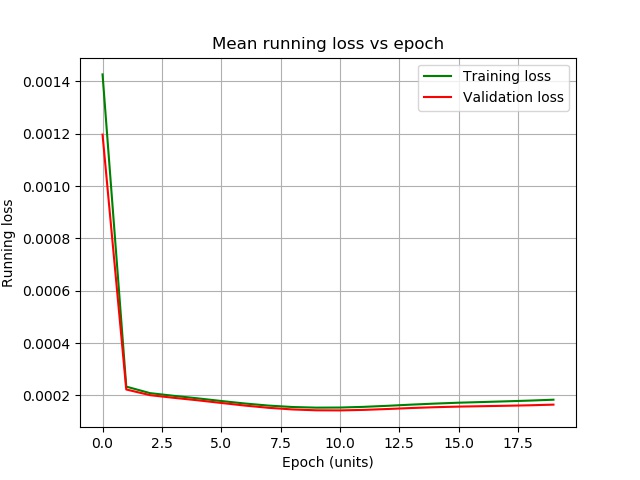 Mean running loss vs epoch
Training loss
Validation loss
0.0014
0.0012
0.0010
0.0008
0.0006
0.0004
0.0002
Running loss
0.0 2.5 5.0 7.5 10.0 12.5 15.0 17.5
Epoch (units)